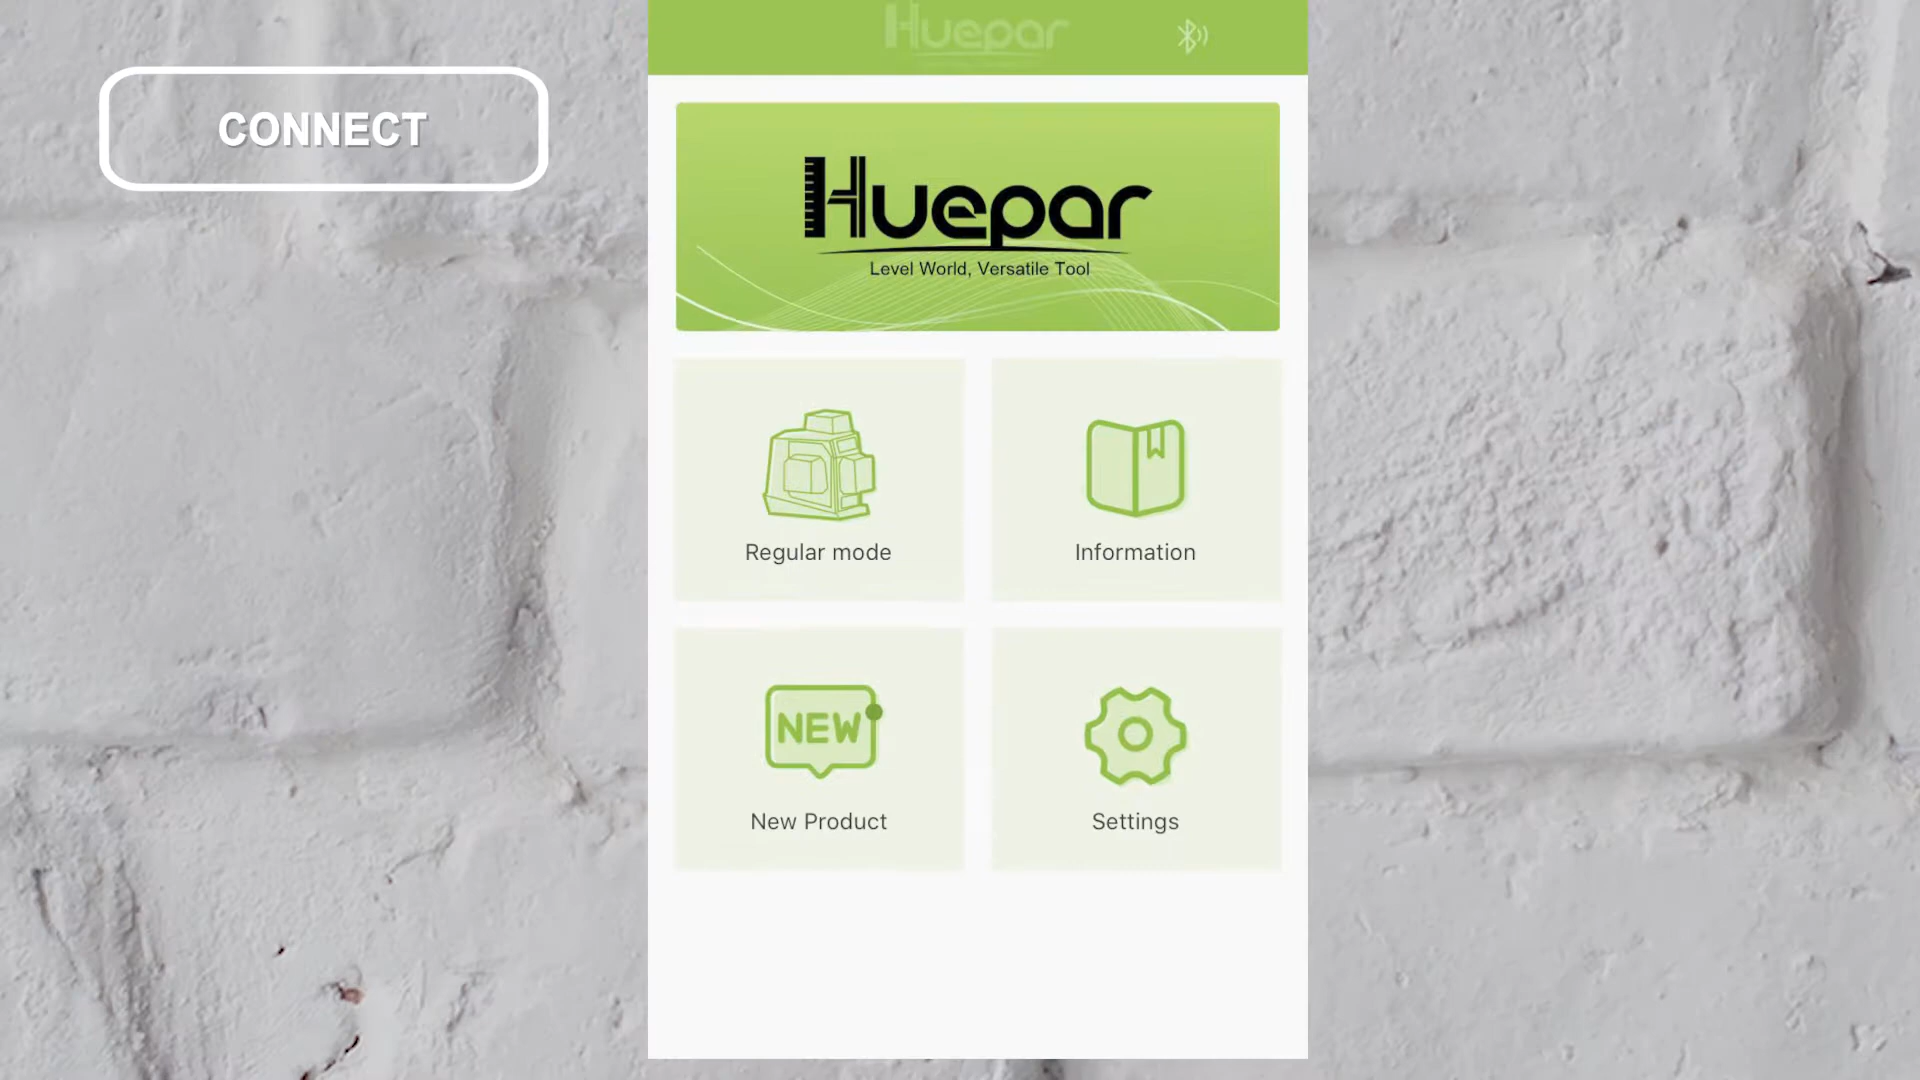 Huepar
CONNECT
Huepar
Level World, Versatile Tool
Regular mode
Information
NEW
New Product
Settings